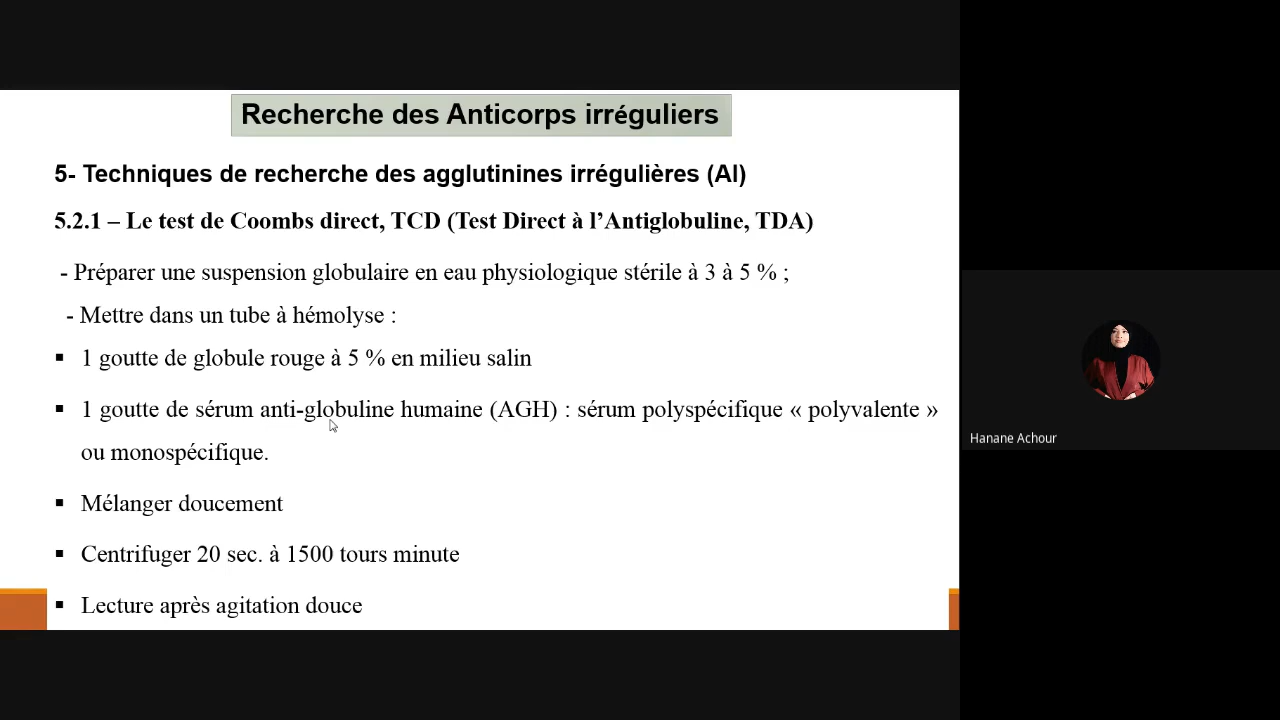 Recherche des Anticorps irréguliers
5- Techniques de recherche des agglutinines irrégulières (AI)
5.2.1 – Le test de Coombs direct, TCD (Test Direct à l’Antiglobuline, TDA)
- Préparer une suspension globulaire en eau physiologique stérile à 3 à 5 % ;
- Mettre dans un tube à hémolyse :
▪ 1 goutte de globule rouge à 5 % en milieu salin
▪ 1 goutte de sérum anti-globuline humaine (AGH) : sérum polyspécifique « polyvalente »
ou monospécifique.
▪ Mélanger doucement
▪ Centrifuger 20 sec. à 1500 tours minute
▪ Lecture après agitation douce
Hanane Achour